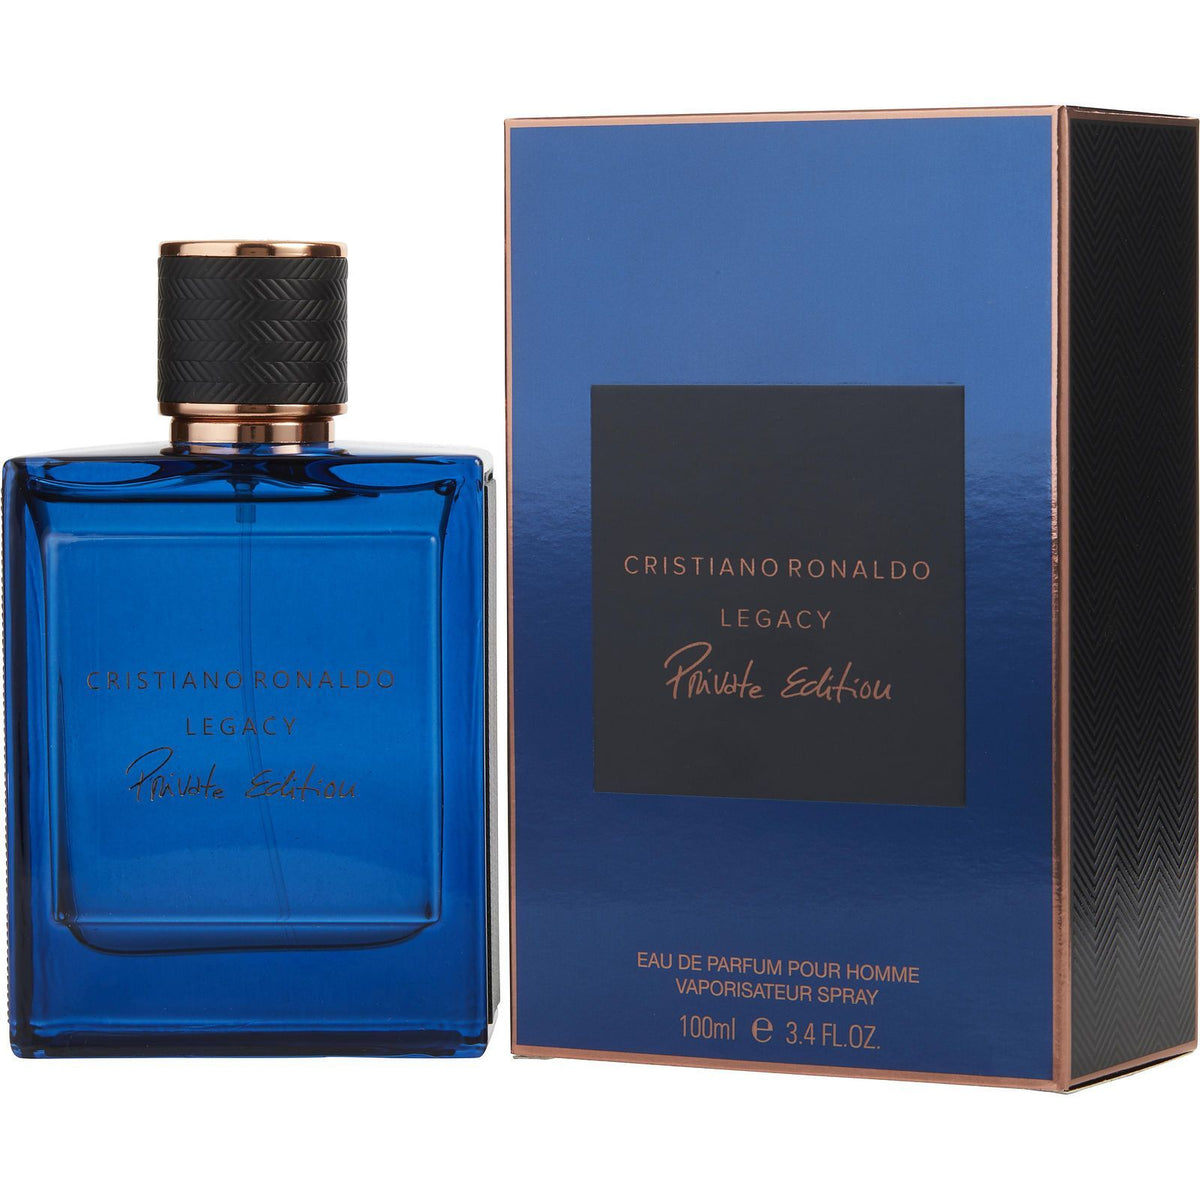 CRISTIANO RONALDO
LEGACY
Private Edition
CRISTIANO RONALDO
LEGACY
Private Edition
EAU DE PARFUM POUR HOMME
VAPORISATEUR SPRAY
100ml e 3.4 FL.OZ.